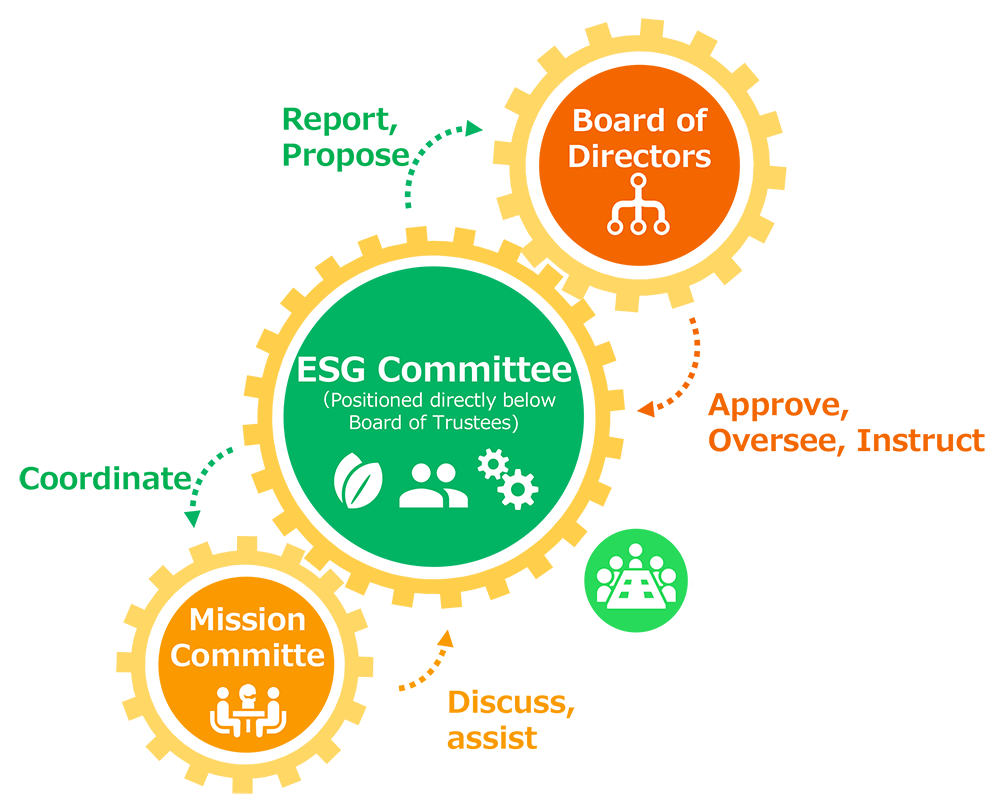 Report,
Propose
Board of
Directors
ESG Committee
(Positioned directly below
Board of Trustees)
Approve,
Oversee, Instruct
Coordinate
Mission
Committe
Discuss,
assist